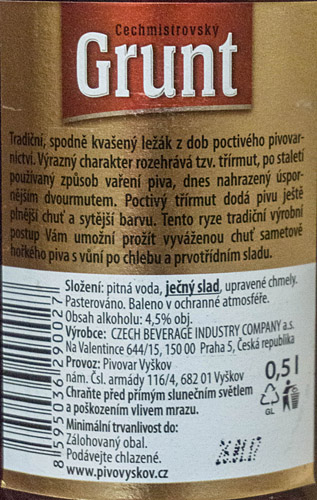 Cechmistrovský
Grunt
Tradiční, spodně kvašený ležák z dob poctivého pivovar-
nictví. Výrazný charakter rozehrává tzv. třírmut, po staletí
používaný způsob vaření piva, dnes nahrazený úspor-
nějším dvourmutem. Poctivý třírmut dodá pivu ještě
plnější chuť a sytější barvu. Tento ryze tradiční výrobní
postup Vám umožní prožít vyváženou chuť sametově
hořkého piva s vůní po chlebu a prvotřídním sladu.
Složení: pitná voda, ječný slad, upravené chmely.
Pasterováno. Baleno v ochranné atmosféře.
Obsah alkoholu: 4,5% obj.
Výrobce: CZECH BEVERAGE INDUSTRY COMPANY a.s.
Na Valentince 644/15, 150 00 Praha 5, Česká republika
Provoz: Pivovar Vyškov
nám. Čsl. armády 116/4, 682 01 Vyškov
0,5 l
Chraňte před přímým slunečním světlem
a poškozením vlivem mrazu.
GL
Minimální trvanlivost do:
Zálohovaný obal.
Podávejte chlazené.
www.pivovyskov.cz
8 595036 290027